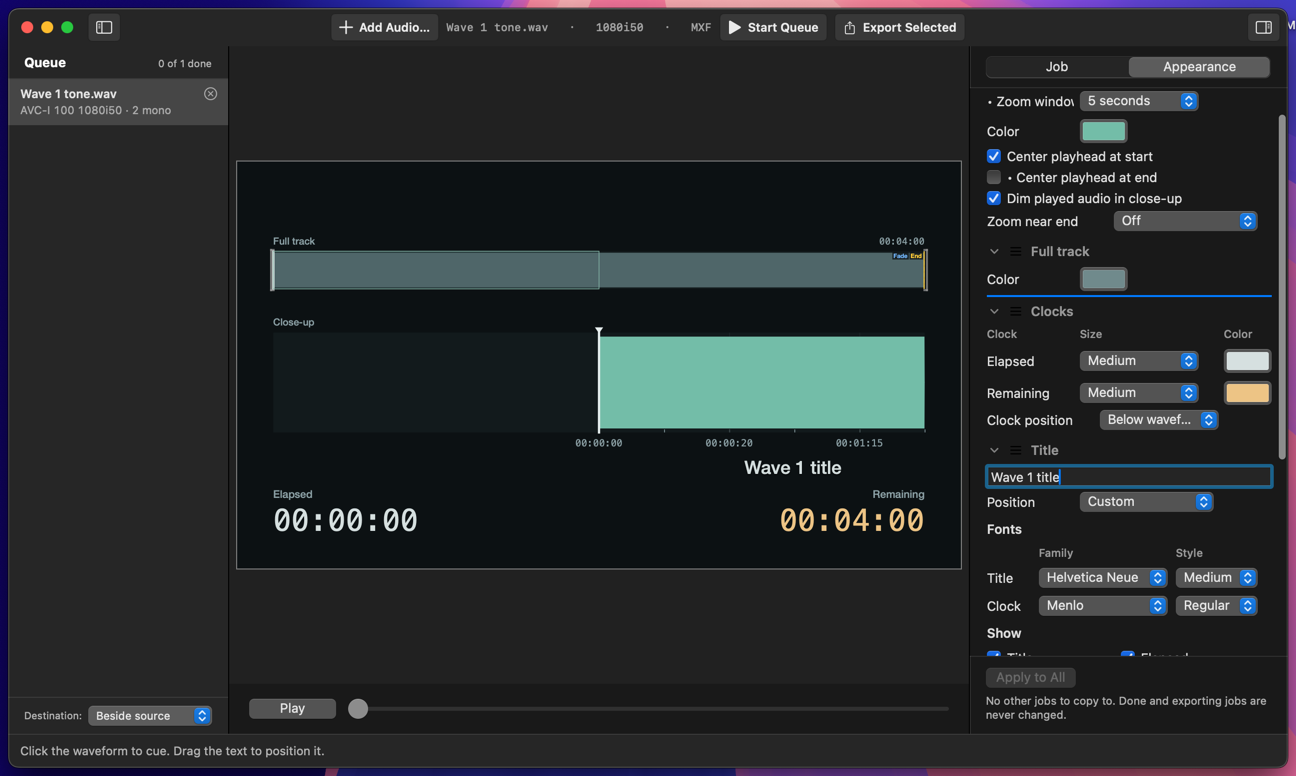 Add Audio... Wave 1 tone.wav · 1080i50 · MXF Start Queue Export Selected
Queue 0 of 1 done
Wave 1 tone.wav
AVC-I 100 1080i50 · 2 mono
Full track 00:04:00
Fade End
Close-up
00:00:00 00:00:20 00:01:15
Wave 1 title
Elapsed Remaining
00:00:00 00:04:00
Play
Destination: Beside source
Click the waveform to cue. Drag the text to position it.
Job Appearance
• Zoom window 5 seconds
Color
Center playhead at start
• Center playhead at end
Dim played audio in close-up
Zoom near end Off
Full track
Color
Clocks
Clock Size Color
Elapsed Medium
Remaining Medium
Clock position Below wavef...
Title
Wave 1 title
Position Custom
Fonts
Family Style
Title Helvetica Neue Medium
Clock Menlo Regular
Show
Title Elapsed
Apply to All
No other jobs to copy to. Done and exporting jobs are
never changed.